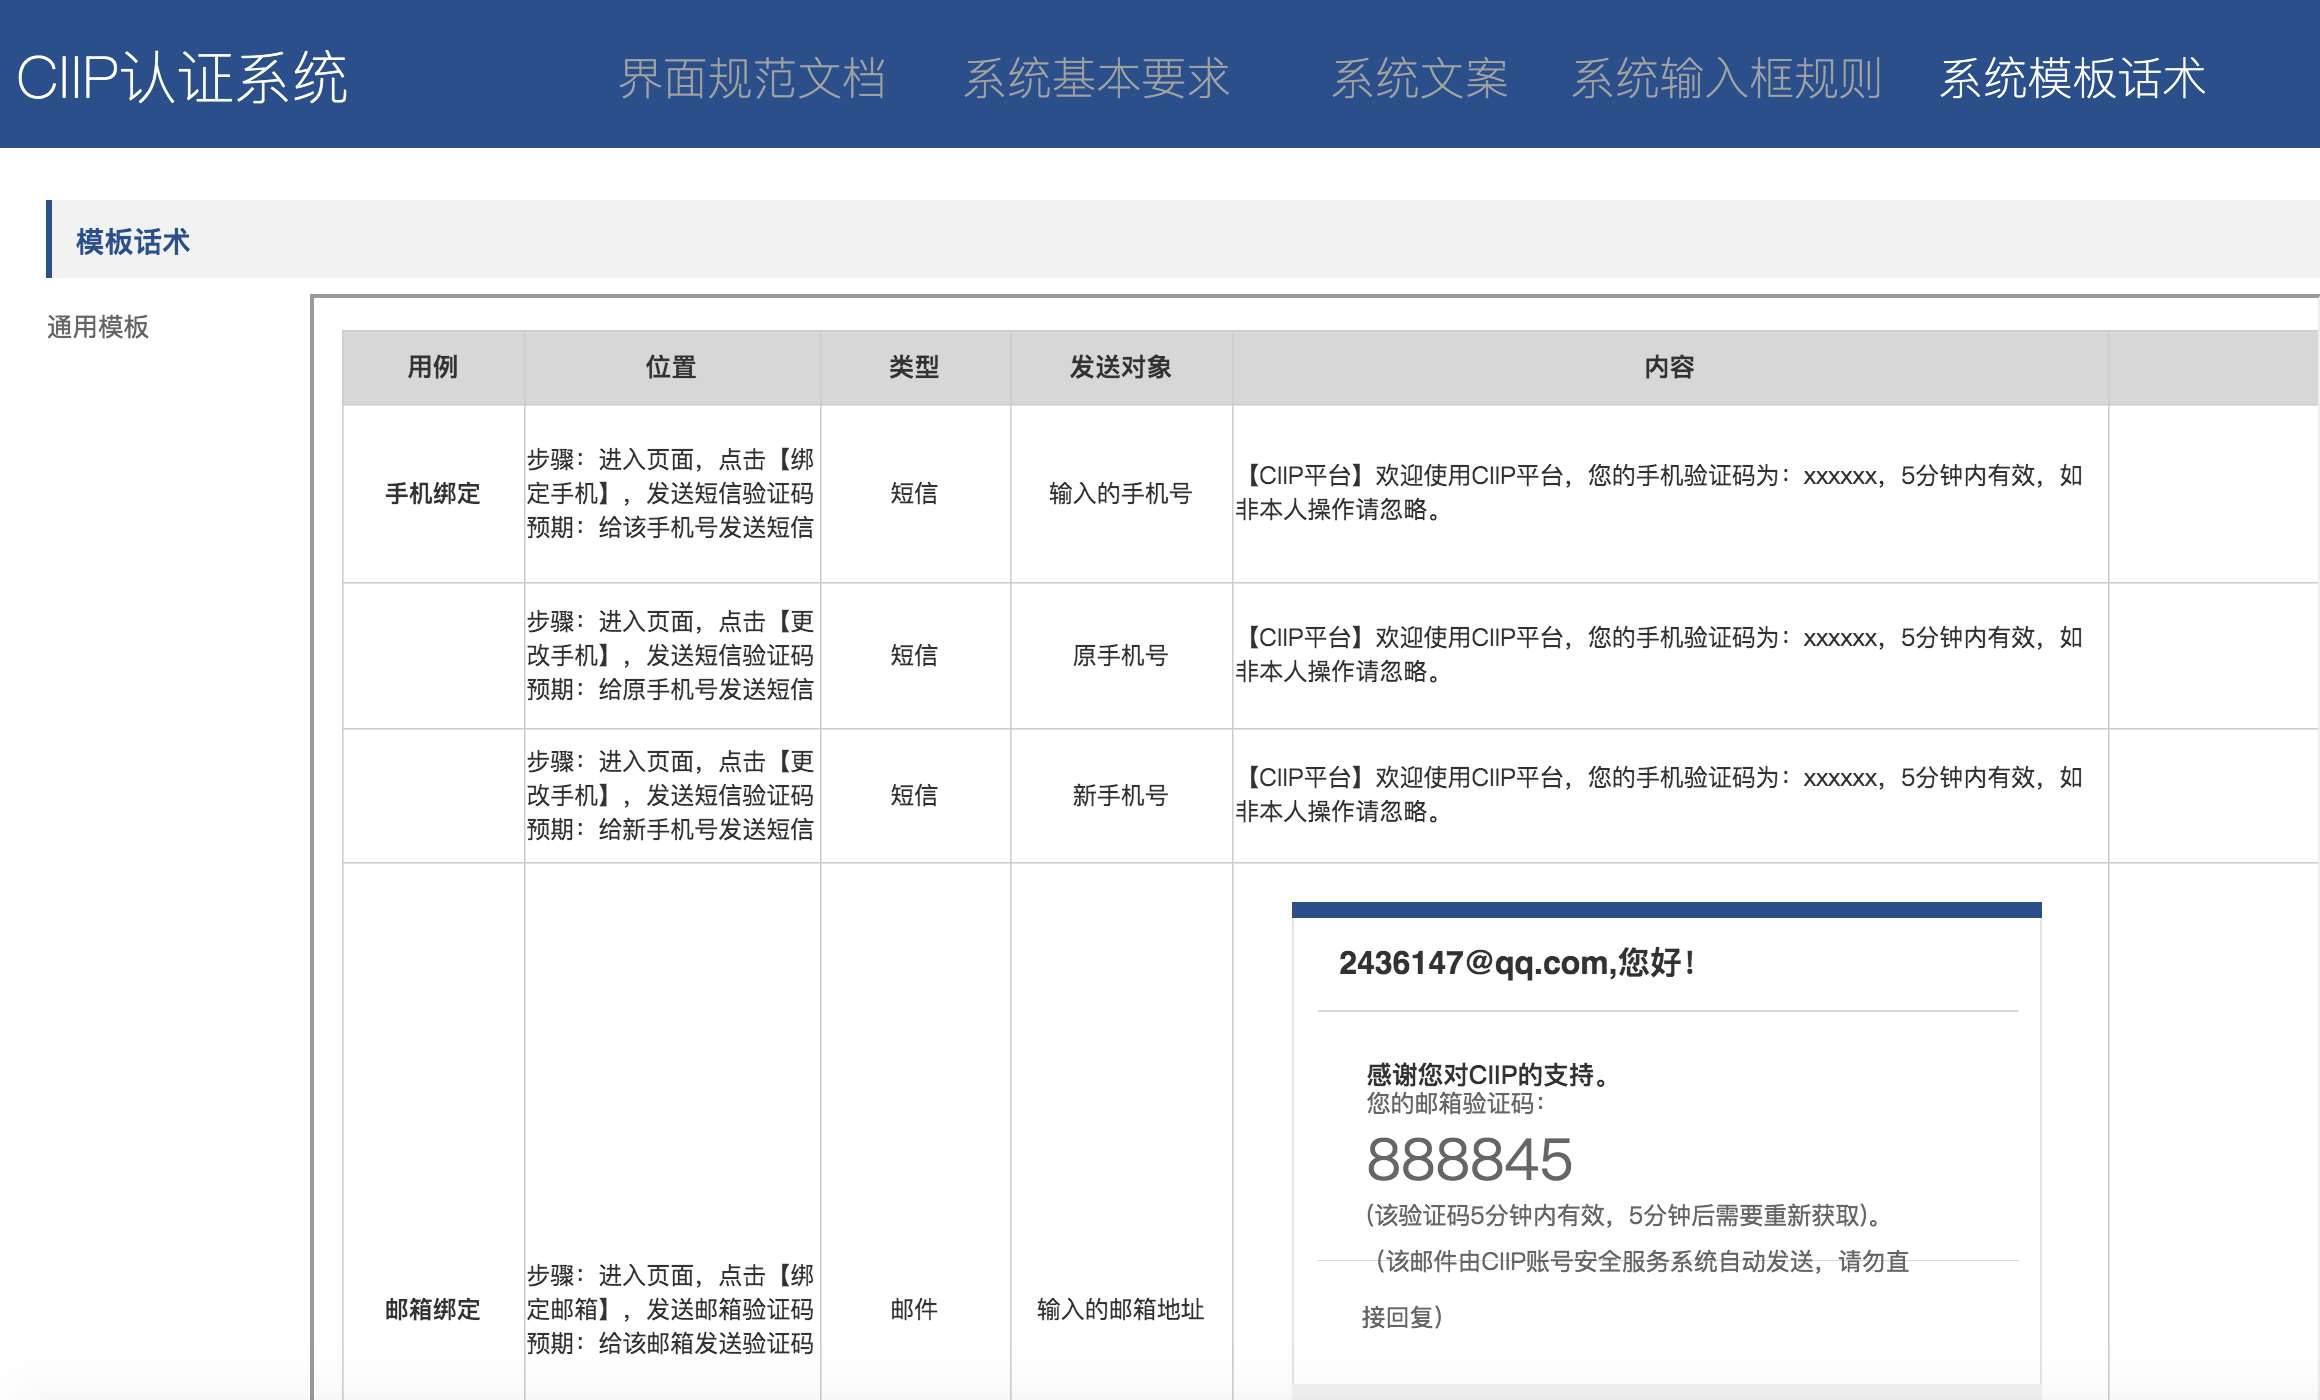 CIIP认证系统 界面规范文档 系统基本要求 系统文案 系统输入框规则 系统模板话术
模板话术
通用模板
用例 位置 类型 发送对象 内容
手机绑定
步骤：进入页面，点击【绑
定手机】，发送短信验证码
预期：给该手机号发送短信
短信
输入的手机号
【CIIP平台】欢迎使用CIIP平台，您的手机验证码为：xxxxxx，5分钟内有效，如
非本人操作请忽略。
步骤：进入页面，点击【更
改手机】，发送短信验证码
预期：给原手机号发送短信
短信
原手机号
【CIIP平台】欢迎使用CIIP平台，您的手机验证码为：xxxxxx，5分钟内有效，如
非本人操作请忽略。
步骤：进入页面，点击【更
改手机】，发送短信验证码
预期：给新手机号发送短信
短信
新手机号
【CIIP平台】欢迎使用CIIP平台，您的手机验证码为：xxxxxx，5分钟内有效，如
非本人操作请忽略。
邮箱绑定
步骤：进入页面，点击【绑
定邮箱】，发送邮箱验证码
预期：给该邮箱发送验证码
邮件
输入的邮箱地址
2436147@qq.com,您好！
感谢您对CIIP的支持。
您的邮箱验证码：
888845
(该验证码5分钟内有效，5分钟后需要重新获取)。
（该邮件由CIIP账号安全服务系统自动发送，请勿直
接回复）